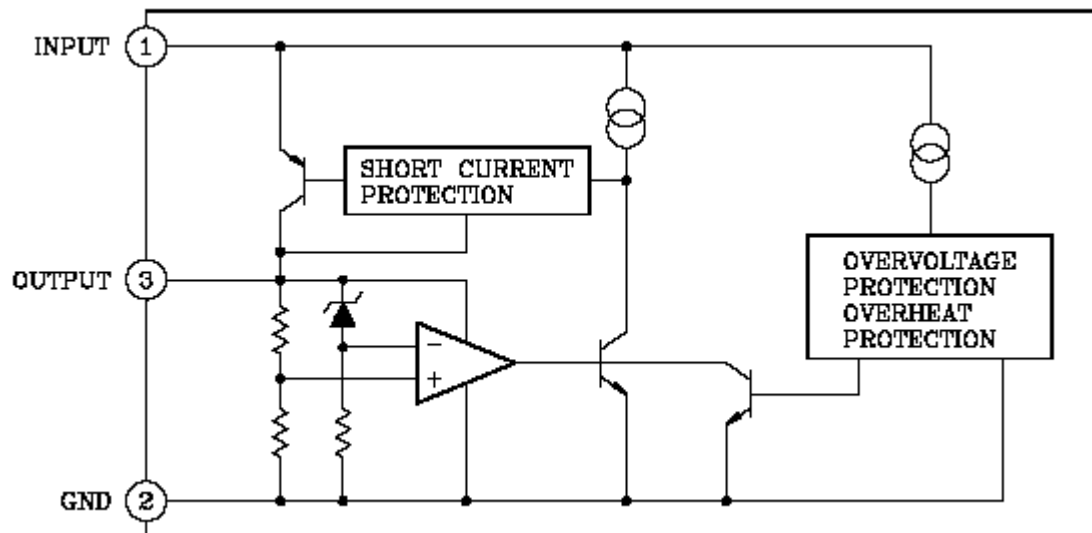 INPUT 1
SHORT CURRENT
PROTECTION
OUTPUT 3
OVERVOLTAGE
PROTECTION
OVERHEAT
PROTECTION
−
+
GND 2